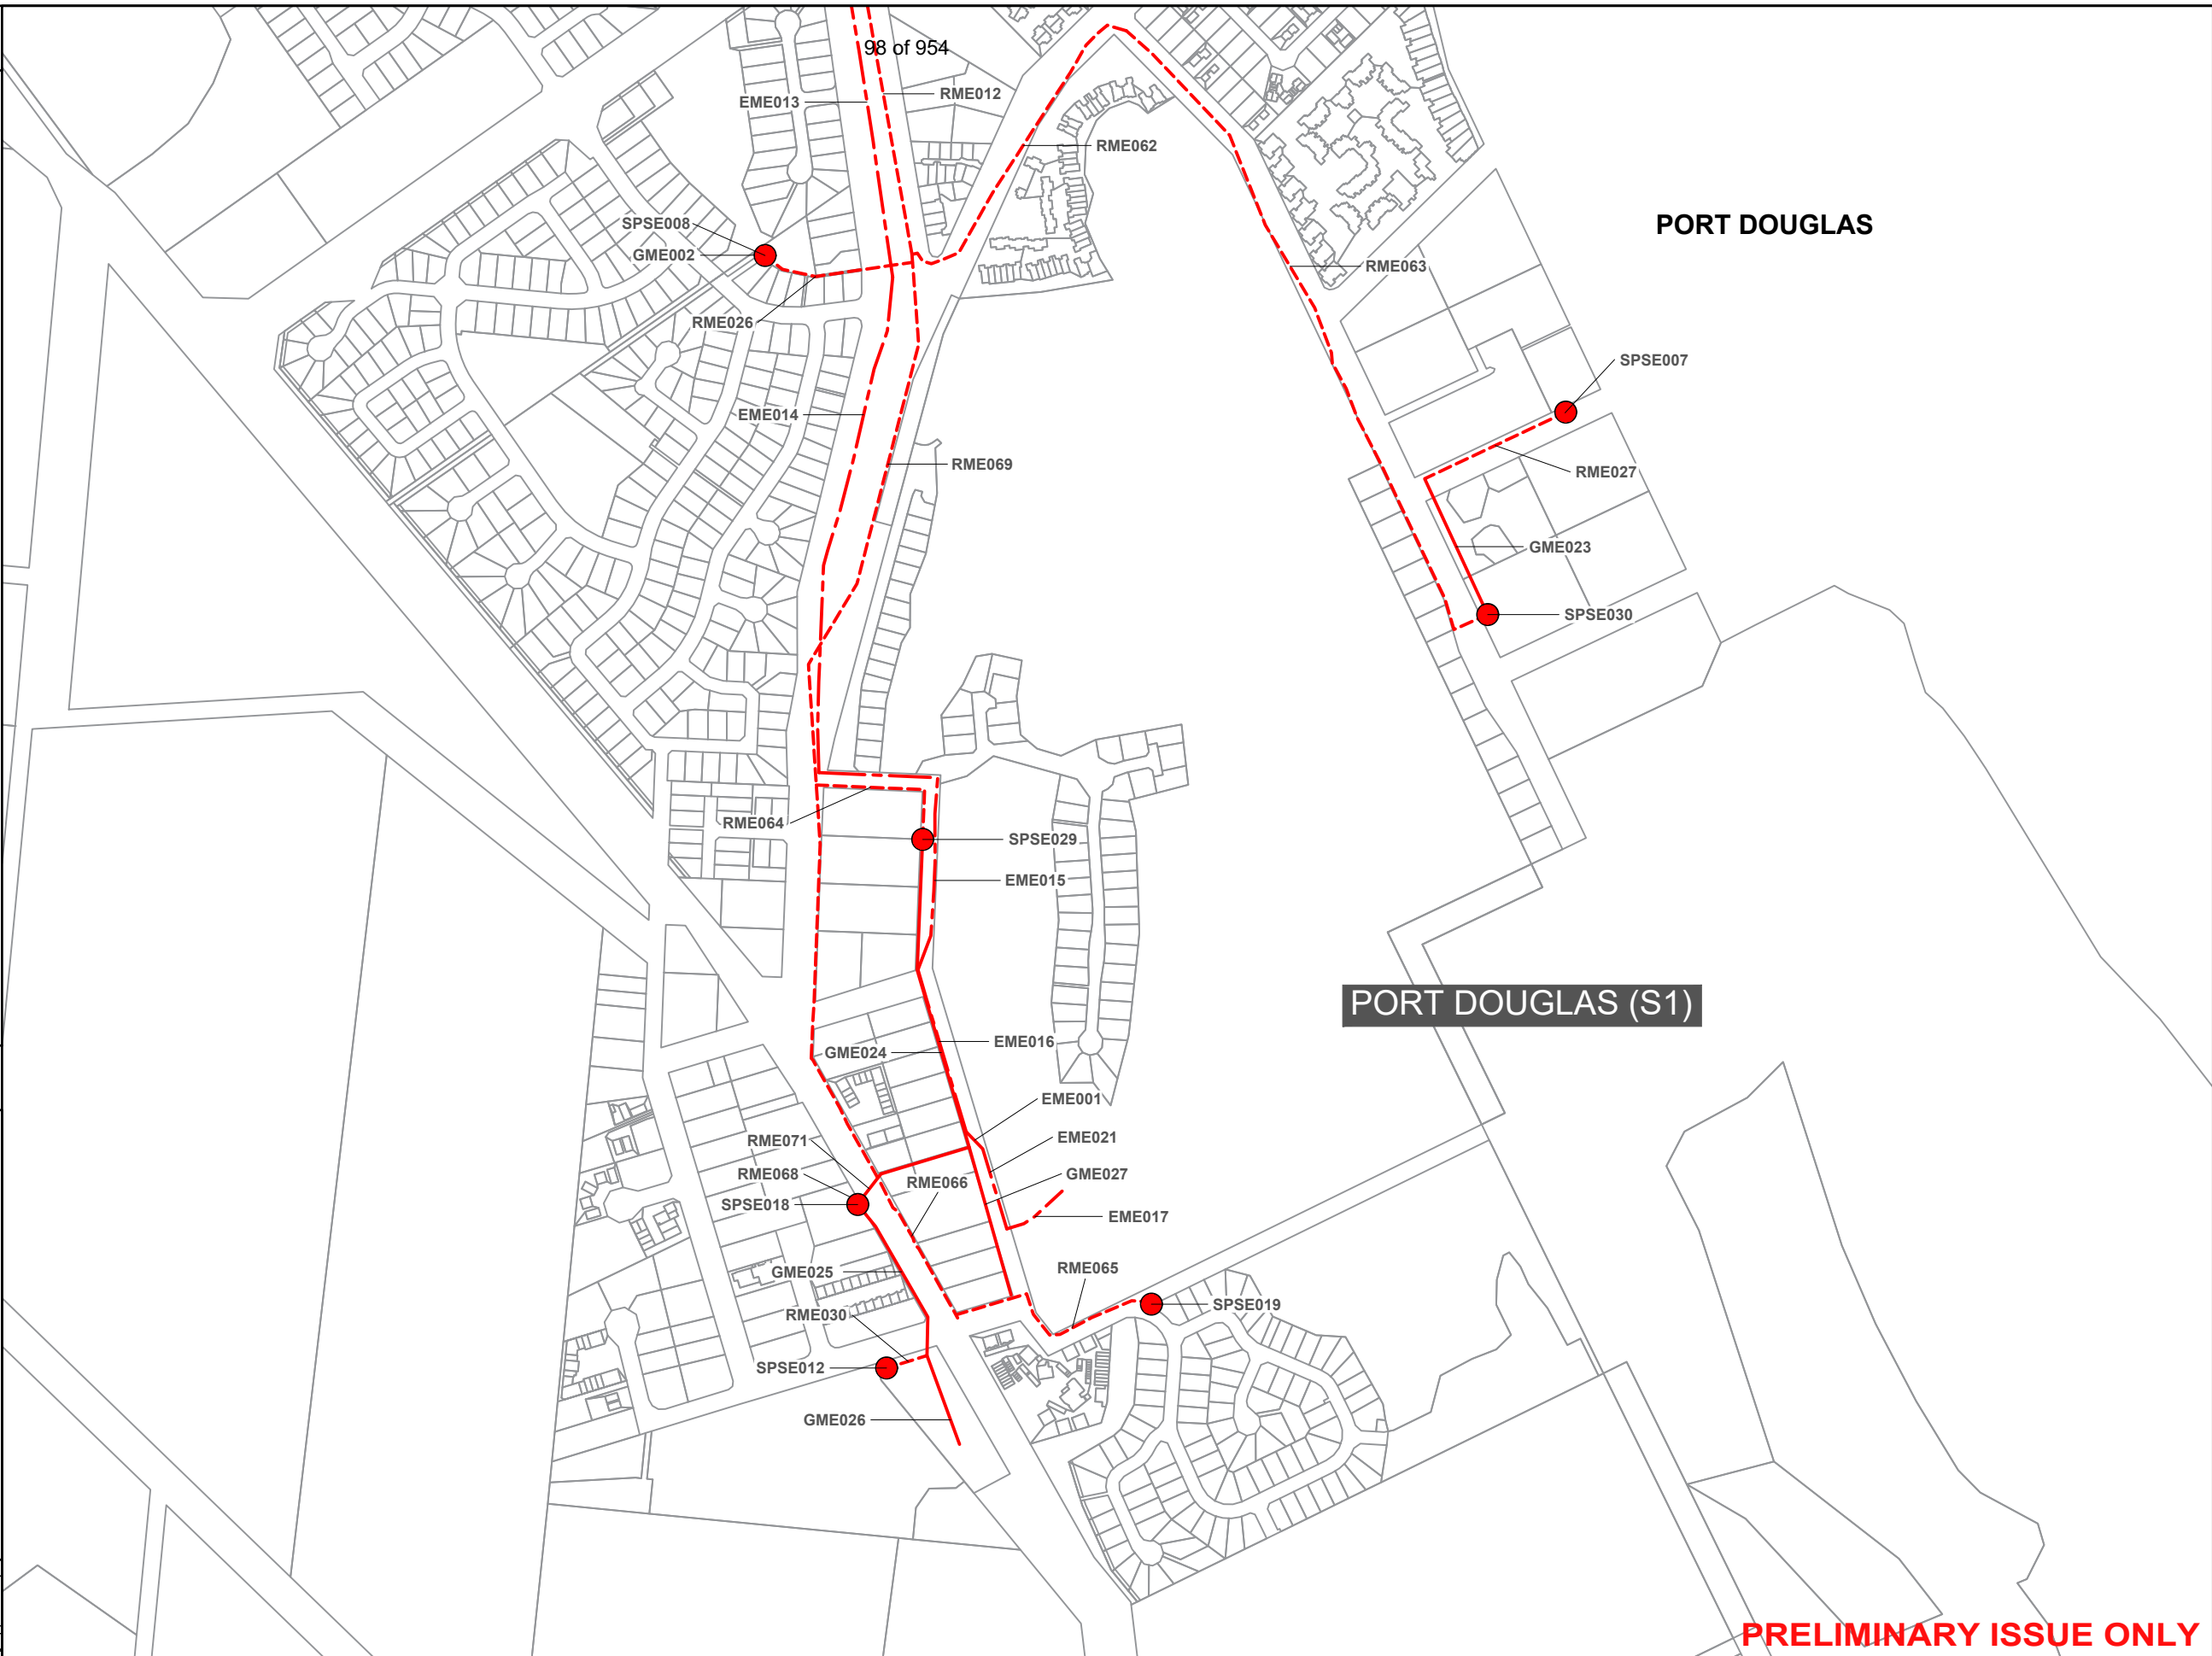 98 of 954
EME013
RME012
RME062
SPSE008
PORT DOUGLAS
GME002
RME063
RME026
SPSE007
EME014
RME069
RME027
GME023
SPSE030
RME064
SPSE029
EME015
PORT DOUGLAS (S1)
EME016
GME024
EME001
EME021
RME071
RME068
GME027
RME066
SPSE018
EME017
RME065
GME025
SPSE019
RME030
SPSE012
GME026
PRELIMINARY ISSUE ONLY